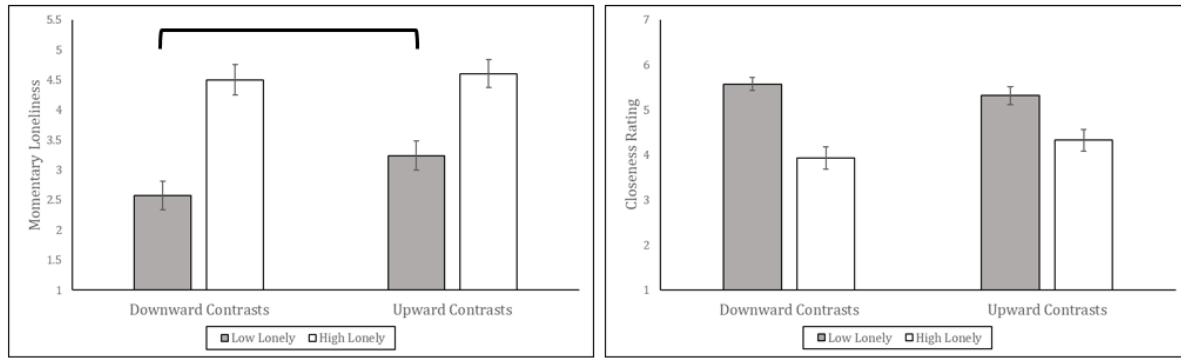 Momentary Loneliness
5.5
5
4.5
4
3.5
3
2.5
2
1.5
1
Downward Contrasts
Upward Contrasts
Low Lonely
High Lonely
Closeness Rating
7
6
5
4
3
2
1
Downward Contrasts
Upward Contrasts
Low Lonely
High Lonely